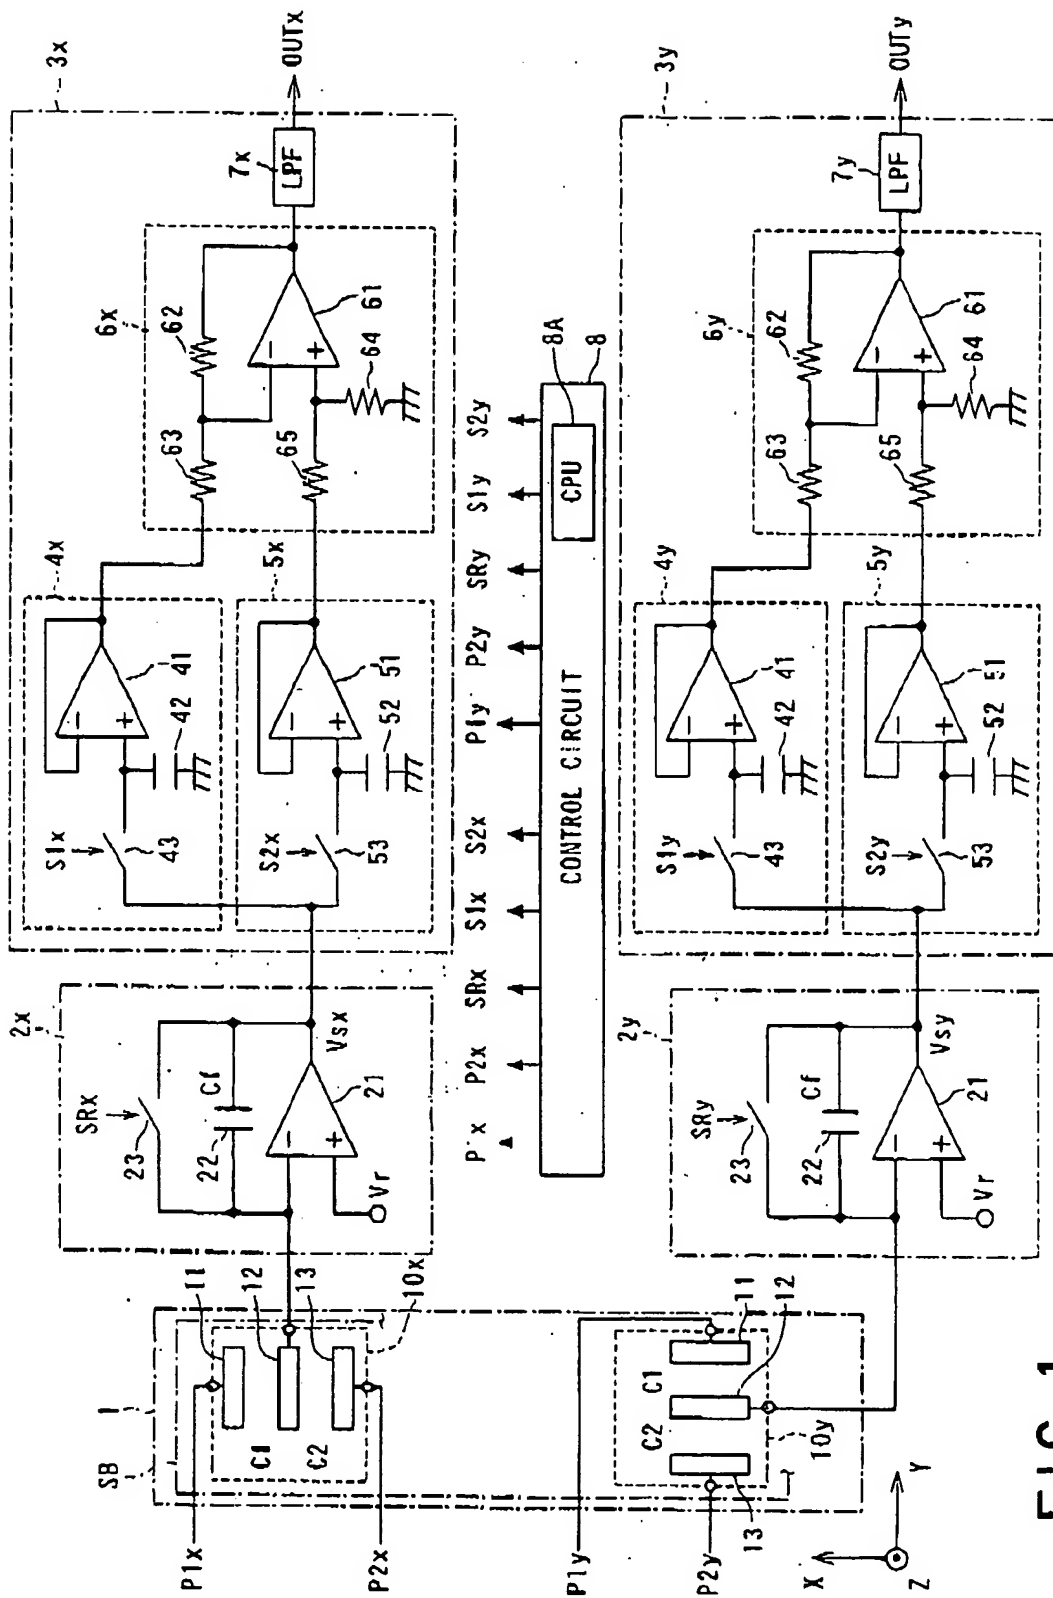 3x
OUTx
7x
LPF
6x
62
61
63
64
65
4x
41
42
43
S1x
5x
51
52
53
S2x
2x
SRx
23
Cf
22
21
Vsx
Vr
1
SB
11
12
13
10x
C1
C2
P1x
P2x
P x
P2x
SRx
S1x
S2x
P1y
P2y
SRy
S1y
S2y
CONTROL CIRCUIT
CPU
8A
8
3y
OUTy
7y
LPF
6y
62
61
63
64
65
4y
41
42
43
S1y
5y
51
52
53
S2y
2y
SRy
23
Cf
22
21
Vsy
Vr
11
12
13
10y
C1
C2
P1y
P2y
X
Y
Z